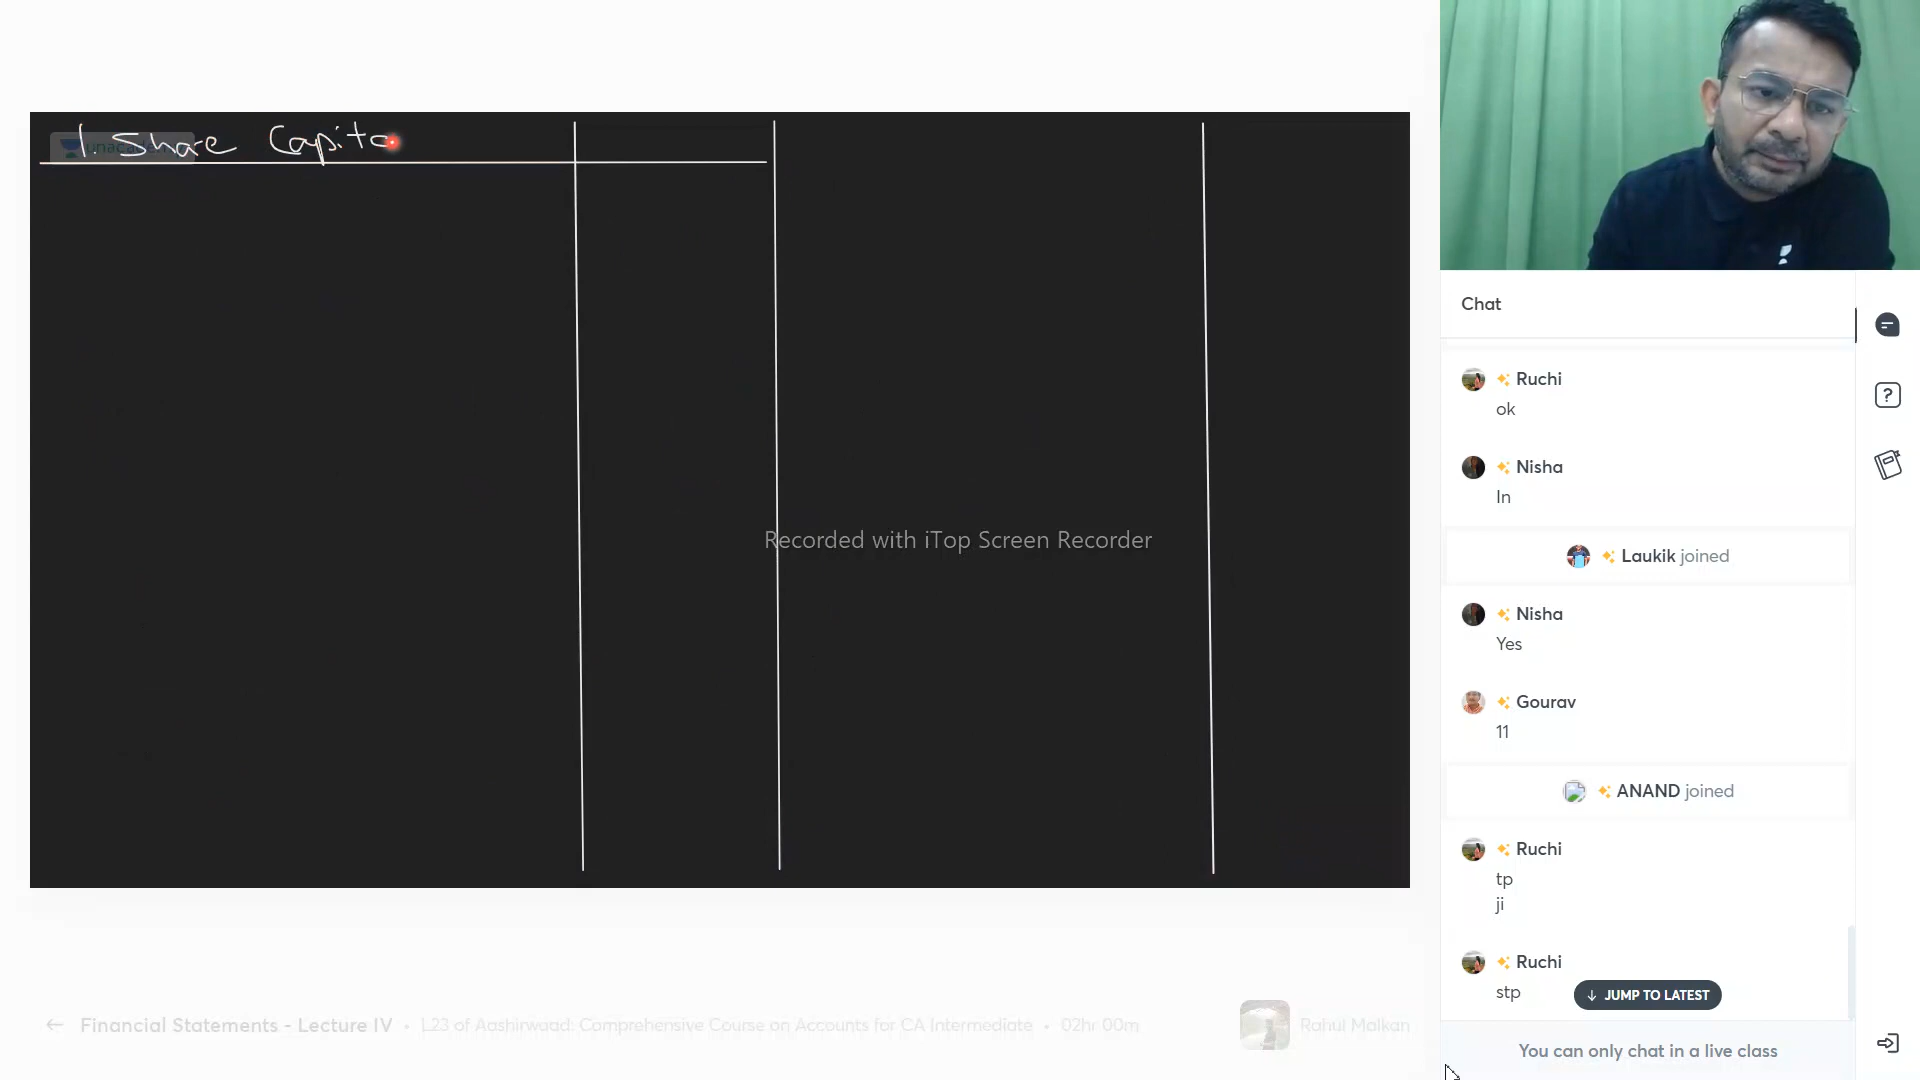 1. Share Capita
unacademy
Recorded with iTop Screen Recorder
Chat
Ruchi
ok
Nisha
In
Laukik joined
Nisha
Yes
Gourav
11
ANAND joined
Ruchi
tp
ji
Ruchi
stp
↓ JUMP TO LATEST
You can only chat in a live class
← Financial Statements - Lecture IV • L23 of Aashirwaad: Comprehensive Course on Accounts for CA Intermediate • 02hr 00m
Rahul Malkan